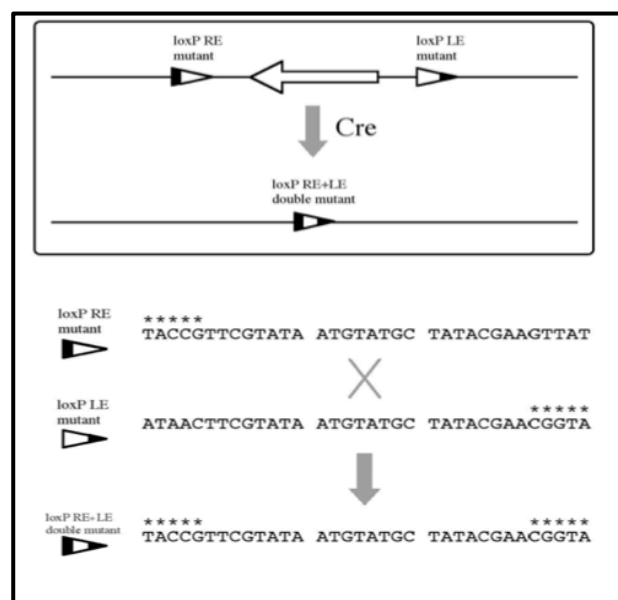 loxP RE
mutant
loxP LE
mutant
Cre
loxP RE+LE
double mutant
loxP RE
mutant
*****
TACCGTTCGTATA ATGTATGC TATACGAAGTTAT
loxP LE
mutant
*****
ATAACTTCGTATA ATGTATGC TATACGAACGGTA
loxP RE+LE
double mutant
***** *****
TACCGTTCGTATA ATGTATGC TATACGAACGGTA